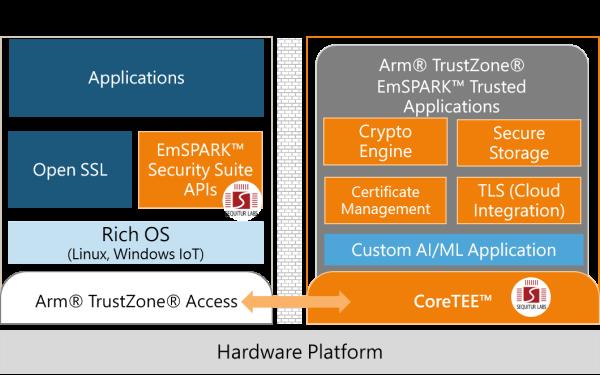 Applications
Open SSL
EmSPARK™
Security Suite
APIs
SEQUITUR LABS
Rich OS
(Linux, Windows IoT)
Arm® TrustZone® Access
Arm® TrustZone®
EmSPARK™ Trusted
Applications
Crypto
Engine
Secure
Storage
Certificate
Management
TLS (Cloud
Integration)
Custom AI/ML Application
CoreTEE™
SEQUITUR LABS
Hardware Platform